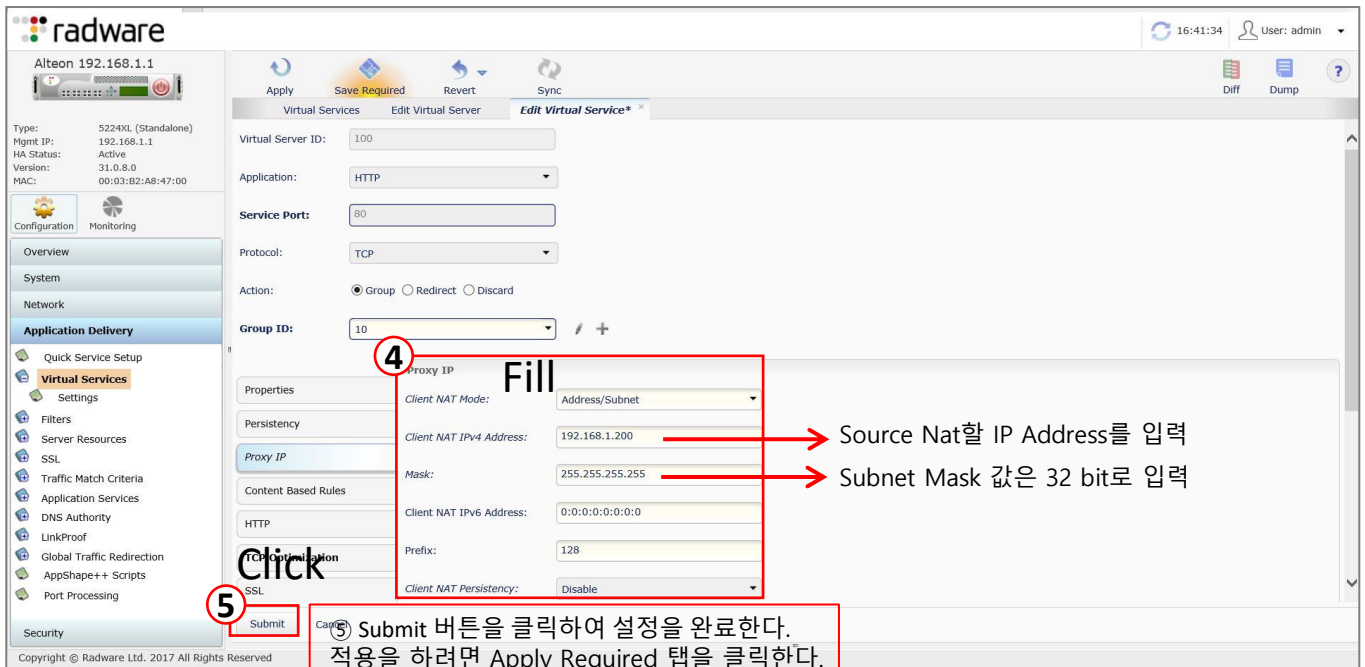 radware
16:41:34
User: admin
Alteon 192.168.1.1
Type: 5224XL (Standalone)
Mgmt IP: 192.168.1.1
HA Status: Active
Version: 31.0.8.0
MAC: 00:03:B2:A8:47:00
Configuration
Monitoring
Overview
System
Network
Application Delivery
Quick Service Setup
Virtual Services
Settings
Filters
Server Resources
SSL
Traffic Match Criteria
Application Services
DNS Authority
LinkProof
Global Traffic Redirection
AppShape++ Scripts
Port Processing
Security
Apply
Save Required
Revert
Sync
Diff
Dump
?
Virtual Services
Edit Virtual Server
Edit Virtual Service*
Virtual Server ID: 100
Application: HTTP
Service Port: 80
Protocol: TCP
Action: Group Redirect Discard
Group ID: 10
Properties
Persistency
Proxy IP
Content Based Rules
HTTP
TCP Optimization
SSL
④
Fill
Proxy IP
Client NAT Mode: Address/Subnet
Client NAT IPv4 Address: 192.168.1.200
Mask: 255.255.255.255
Client NAT IPv6 Address: 0:0:0:0:0:0:0:0
Prefix: 128
Client NAT Persistency: Disable
Source Nat할 IP Address를 입력
Subnet Mask 값은 32 bit로 입력
Click
⑤
Submit
Cancel
⑤ Submit 버튼을 클릭하여 설정을 완료한다.
적용을 하려면 Apply Required 탭을 클릭한다.
Copyright © Radware Ltd. 2017 All Rights Reserved